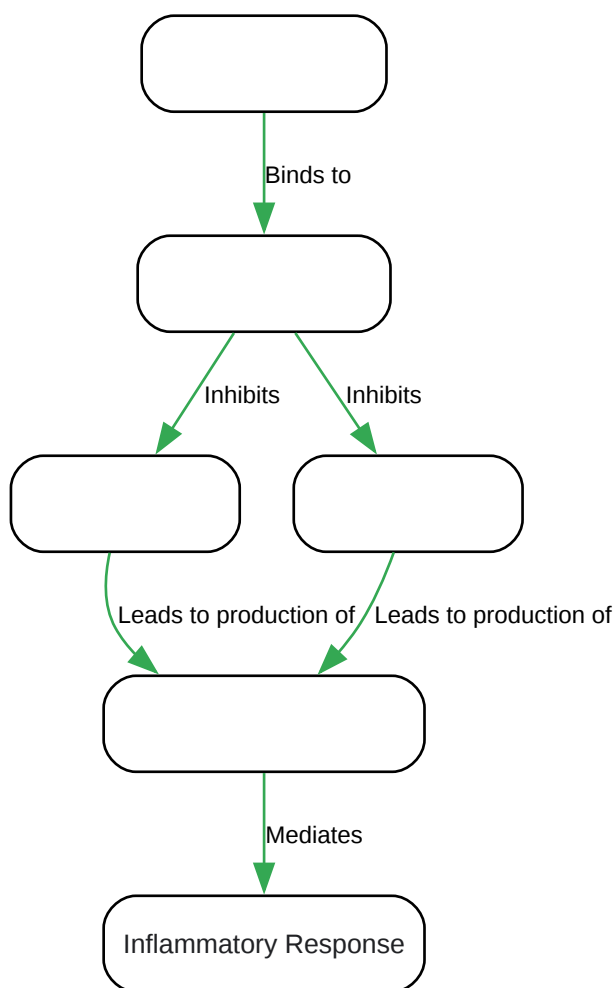 Binds to
Inhibits
Inhibits
Leads to production of
Leads to production of
Mediates
Inflammatory Response